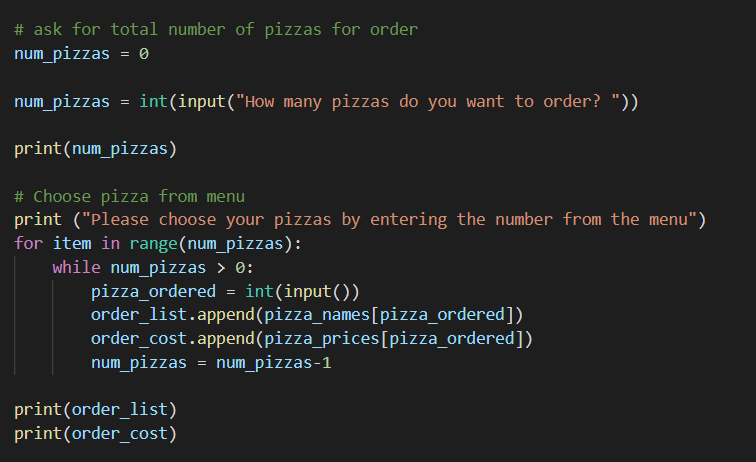 # ask for total number of pizzas for order
num_pizzas = 0
num_pizzas = int(input("How many pizzas do you want to order? "))
print(num_pizzas)
# Choose pizza from menu
print ("Please choose your pizzas by entering the number from the menu")
for item in range(num_pizzas):
    while num_pizzas > 0:
        pizza_ordered = int(input())
        order_list.append(pizza_names[pizza_ordered])
        order_cost.append(pizza_prices[pizza_ordered])
        num_pizzas = num_pizzas-1
print(order_list)
print(order_cost)